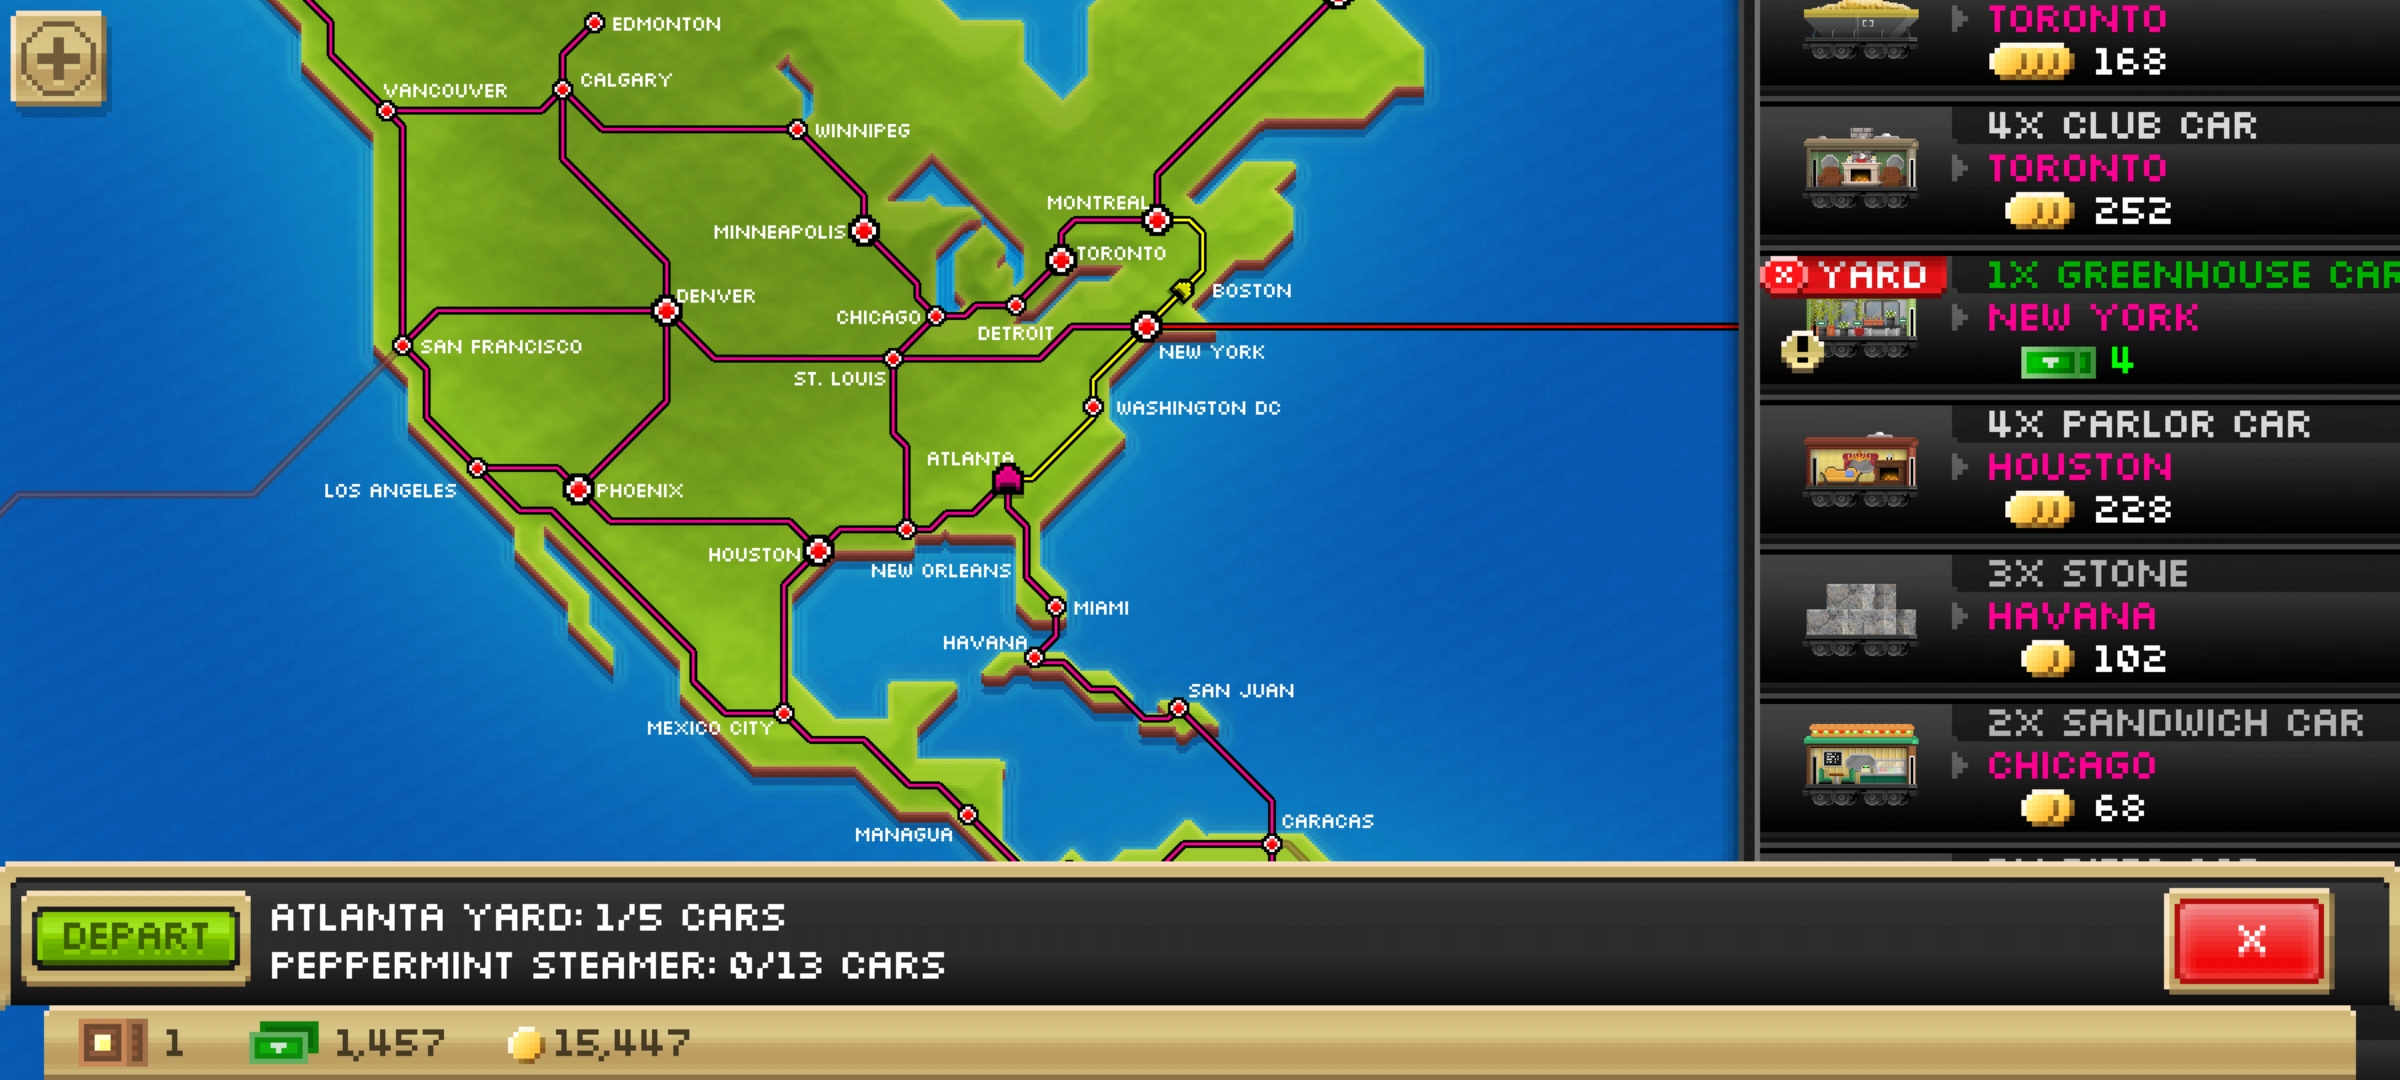 EDMONTON
CALGARY
VANCOUVER
WINNIPEG
MONTREAL
MINNEAPOLIS
TORONTO
BOSTON
DENVER
CHICAGO
DETROIT
SAN FRANCISCO
NEW YORK
ST. LOUIS
WASHINGTON DC
ATLANTA
LOS ANGELES
PHOENIX
HOUSTON
NEW ORLEANS
MIAMI
HAVANA
SAN JUAN
MEXICO CITY
CARACAS
MANAGUA
TORONTO
168
4X CLUB CAR
TORONTO
252
X YARD
1X GREENHOUSE CAR
NEW YORK
! 4
4X PARLOR CAR
HOUSTON
228
3X STONE
HAVANA
102
2X SANDWICH CAR
CHICAGO
68
DEPART
ATLANTA YARD: 1/5 CARS
PEPPERMINT STEAMER: 0/13 CARS
X
1 1,457 15,447